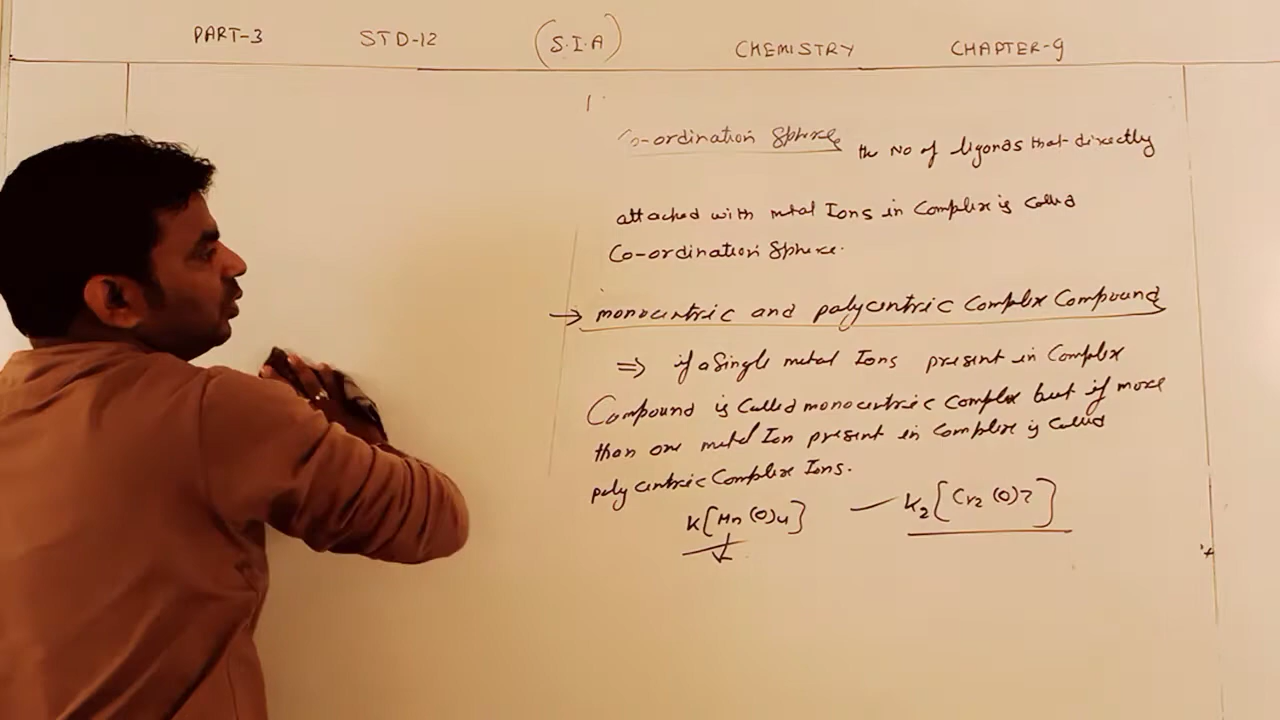 PART-3 STD-12 (S.I.A) CHEMISTRY CHAPTER-9
Co-ordination Sphere the No of ligands that directly
attached with metal Ions in Complex is Called
Co-ordination Sphere.
→ monocentric and polycentric Complex Compound
⇒ if a Single metal Ions present in Complex
Compound is Called monocentric complex but if more
than one metal Ion present in Complex is Called
poly centric Complex Ions.
K[Mn(O)4] — K2[Cr2(O)7]